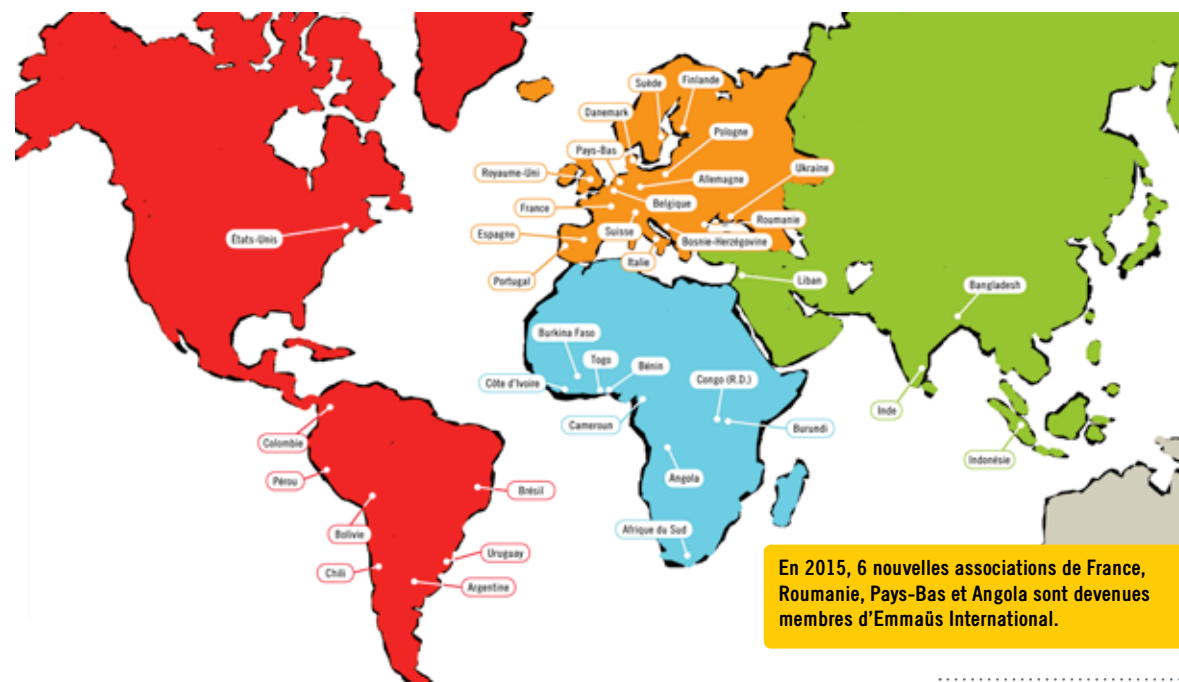 Suède
Finlande
Danemark
Pologne
Pays-Bas
Ukraine
Royaume-Uni
Allemagne
Belgique
France
Roumanie
États-Unis
Espagne
Suisse
Bosnie-Herzégovine
Italie
Portugal
Liban
Bangladesh
Burkina Faso
Togo
Bénin
Côte d'Ivoire
Congo (R.D.)
Inde
Cameroun
Burundi
Colombie
Indonésie
Pérou
Angola
Brésil
Bolivie
Afrique du Sud
Uruguay
Chili
Argentine
En 2015, 6 nouvelles associations de France,
Roumanie, Pays-Bas et Angola sont devenues
membres d'Emmaüs International.